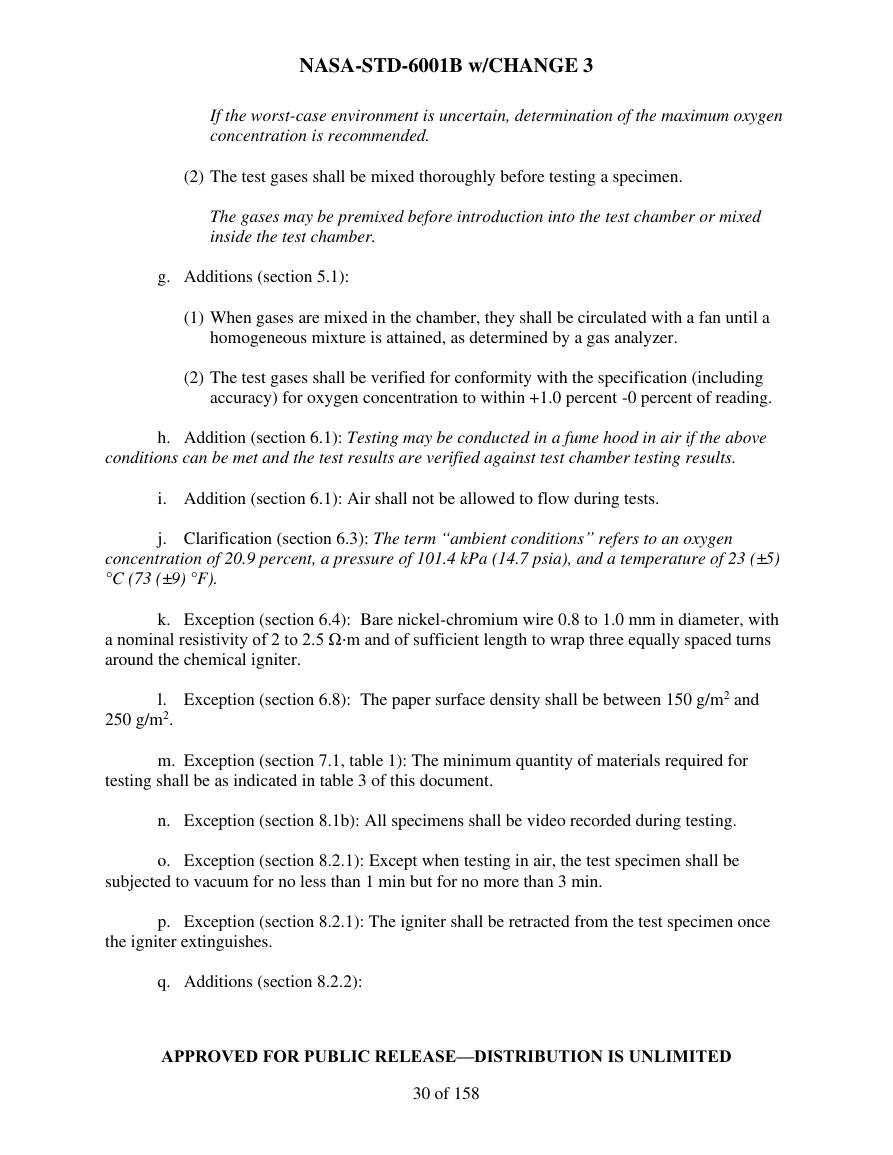 NASA-STD-6001B w/CHANGE 3
If the worst-case environment is uncertain, determination of the maximum oxygen
concentration is recommended.
(2) The test gases shall be mixed thoroughly before testing a specimen.
The gases may be premixed before introduction into the test chamber or mixed
inside the test chamber.
g. Additions (section 5.1):
(1) When gases are mixed in the chamber, they shall be circulated with a fan until a
homogeneous mixture is attained, as determined by a gas analyzer.
(2) The test gases shall be verified for conformity with the specification (including
accuracy) for oxygen concentration to within +1.0 percent -0 percent of reading.
h. Addition (section 6.1): Testing may be conducted in a fume hood in air if the above
conditions can be met and the test results are verified against test chamber testing results.
i. Addition (section 6.1): Air shall not be allowed to flow during tests.
j. Clarification (section 6.3): The term “ambient conditions” refers to an oxygen
concentration of 20.9 percent, a pressure of 101.4 kPa (14.7 psia), and a temperature of 23 (±5)
°C (73 (±9) °F).
k. Exception (section 6.4): Bare nickel-chromium wire 0.8 to 1.0 mm in diameter, with
a nominal resistivity of 2 to 2.5 Ω·m and of sufficient length to wrap three equally spaced turns
around the chemical igniter.
l. Exception (section 6.8): The paper surface density shall be between 150 g/m² and
250 g/m².
m. Exception (section 7.1, table 1): The minimum quantity of materials required for
testing shall be as indicated in table 3 of this document.
n. Exception (section 8.1b): All specimens shall be video recorded during testing.
o. Exception (section 8.2.1): Except when testing in air, the test specimen shall be
subjected to vacuum for no less than 1 min but for no more than 3 min.
p. Exception (section 8.2.1): The igniter shall be retracted from the test specimen once
the igniter extinguishes.
q. Additions (section 8.2.2):
APPROVED FOR PUBLIC RELEASE—DISTRIBUTION IS UNLIMITED
30 of 158